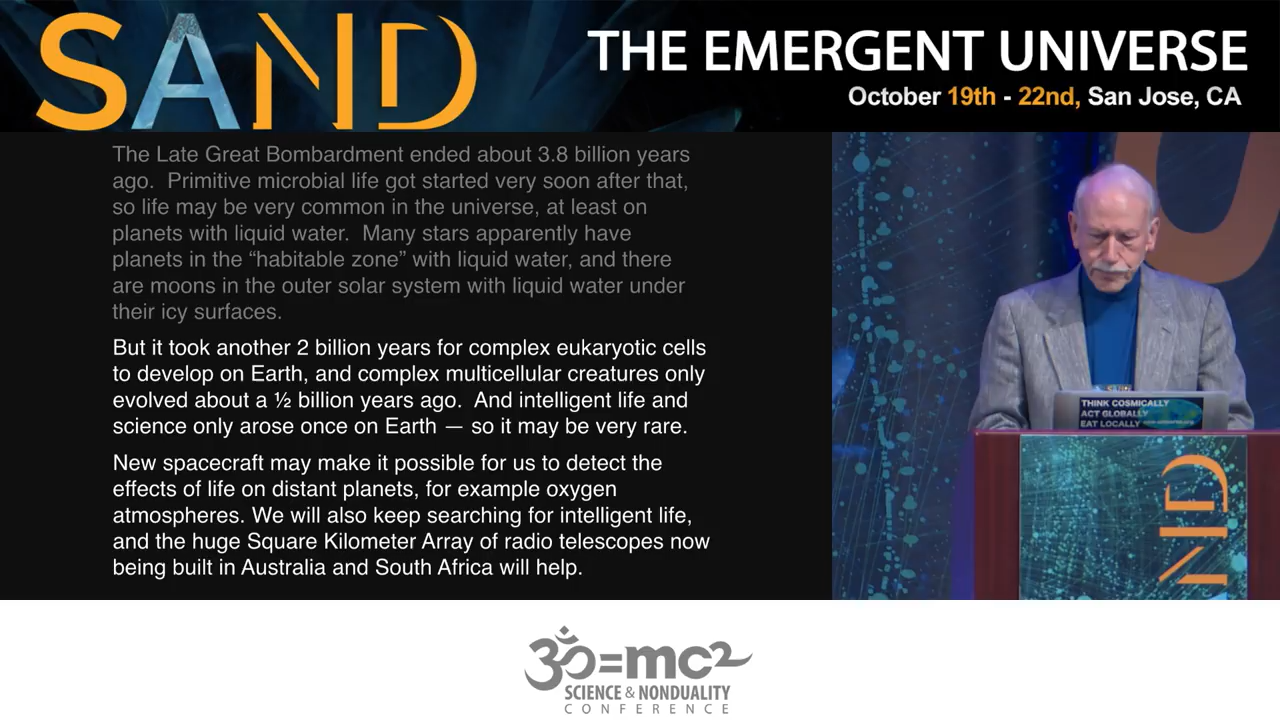 SAND
THE EMERGENT UNIVERSE
October 19th - 22nd, San Jose, CA
The Late Great Bombardment ended about 3.8 billion years
ago.  Primitive microbial life got started very soon after that,
so life may be very common in the universe, at least on
planets with liquid water.  Many stars apparently have
planets in the “habitable zone” with liquid water, and there
are moons in the outer solar system with liquid water under
their icy surfaces.
But it took another 2 billion years for complex eukaryotic cells
to develop on Earth, and complex multicellular creatures only
evolved about a ½ billion years ago.  And intelligent life and
science only arose once on Earth — so it may be very rare.
New spacecraft may make it possible for us to detect the
effects of life on distant planets, for example oxygen
atmospheres. We will also keep searching for intelligent life,
and the huge Square Kilometer Array of radio telescopes now
being built in Australia and South Africa will help.
THINK COSMICALLY
ACT GLOBALLY
EAT LOCALLY
ND
ॐ=mc2
SCIENCE & NONDUALITY
CONFERENCE